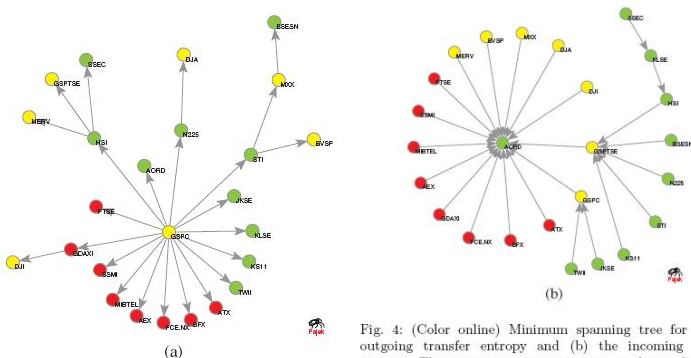 BSESN
SSEC
DJA
GSPTSE
MXX
MERV
HSI
N225
BVSP
STI
AORD
JKSE
FTSE
GSPC
KLSE
GDAXI
DJI
SSMI
KS11
TWII
MIBTEL
AEX
FCE.NX
BFX
ATX
Pajek
(a)
SSEC
BVSP
MXX
DJA
MERV
KLSE
FTSE
DJI
HSI
SSMI
AORD
BSESN
MIBTEL
GSPTSE
N225
AEX
GSPC
GDAXI
STI
ATX
FCE.NX
BFX
KS11
TWII
JKSE
Pajek
(b)
Fig. 4: (Color online) Minimum spanning tree for
outgoing transfer entropy and (b) the incoming